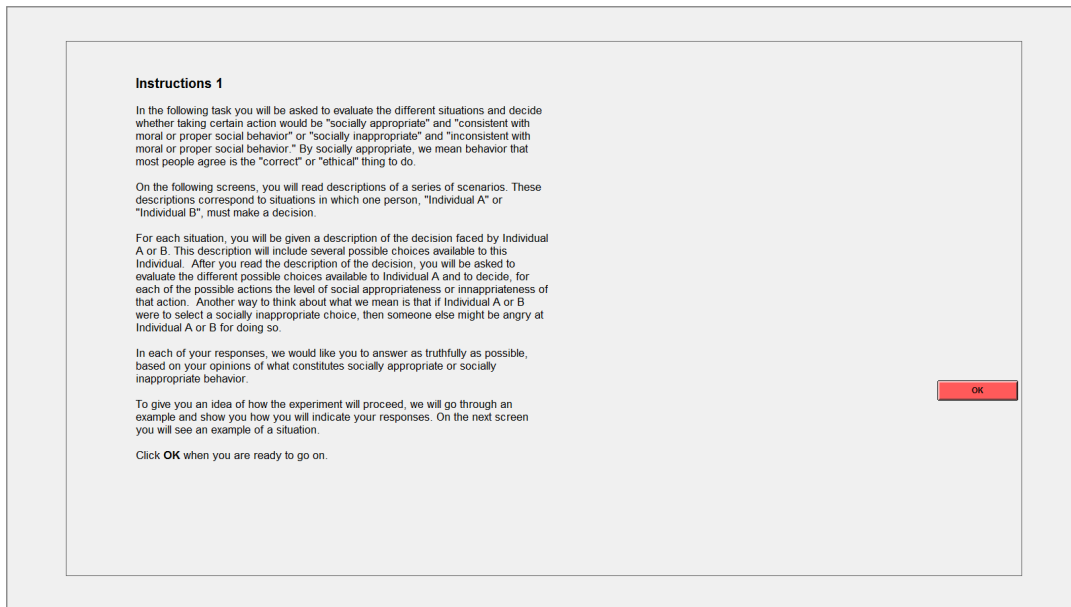 Instructions 1
In the following task you will be asked to evaluate the different situations and decide
whether taking certain action would be "socially appropriate" and "consistent with
moral or proper social behavior" or "socially inappropriate" and "inconsistent with
moral or proper social behavior." By socially appropriate, we mean behavior that
most people agree is the "correct" or "ethical" thing to do.
On the following screens, you will read descriptions of a series of scenarios. These
descriptions correspond to situations in which one person, "Individual A" or
"Individual B", must make a decision.
For each situation, you will be given a description of the decision faced by Individual
A or B. This description will include several possible choices available to this
Individual. After you read the description of the decision, you will be asked to
evaluate the different possible choices available to Individual A and to decide, for
each of the possible actions the level of social appropriateness or innappriateness of
that action. Another way to think about what we mean is that if Individual A or B
were to select a socially inappropriate choice, then someone else might be angry at
Individual A or B for doing so.
In each of your responses, we would like you to answer as truthfully as possible,
based on your opinions of what constitutes socially appropriate or socially
inappropriate behavior.
OK
To give you an idea of how the experiment will proceed, we will go through an
example and show you how you will indicate your responses. On the next screen
you will see an example of a situation.
Click OK when you are ready to go on.